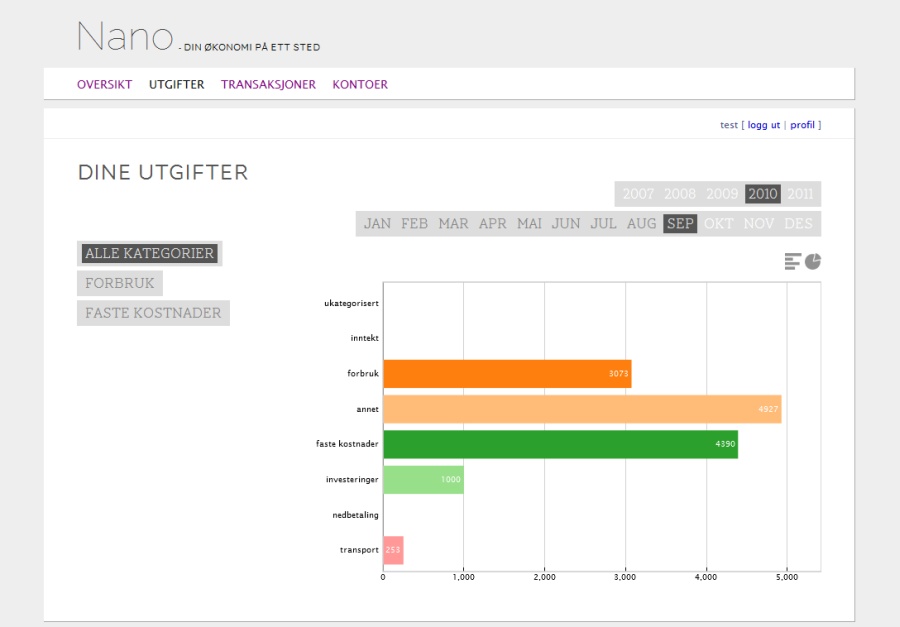 Nano - DIN ØKONOMI PÅ ETT STED
OVERSIKT UTGIFTER TRANSAKSJONER KONTOER
test [ logg ut | profil ]
DINE UTGIFTER
2007 2008 2009 2010 2011
JAN FEB MAR APR MAI JUN JUL AUG SEP OKT NOV DES
ALLE KATEGORIER
FORBRUK
FASTE KOSTNADER
ukategorisert
inntekt
forbruk 3073
annet 4927
faste kostnader 4390
investeringer 1000
nedbetaling
transport 253
0 1,000 2,000 3,000 4,000 5,000